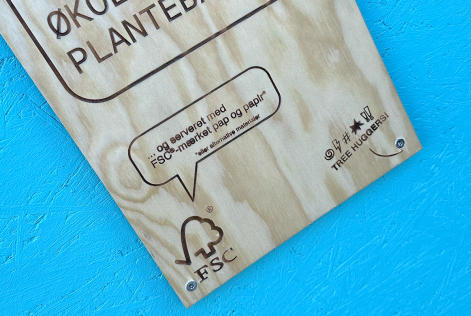 ØKOL
PLANTEBA
... og serveret med
FSC®-mærket pap og papir*
*eller alternative materialer
TREE HUGGERS!
®
FSC